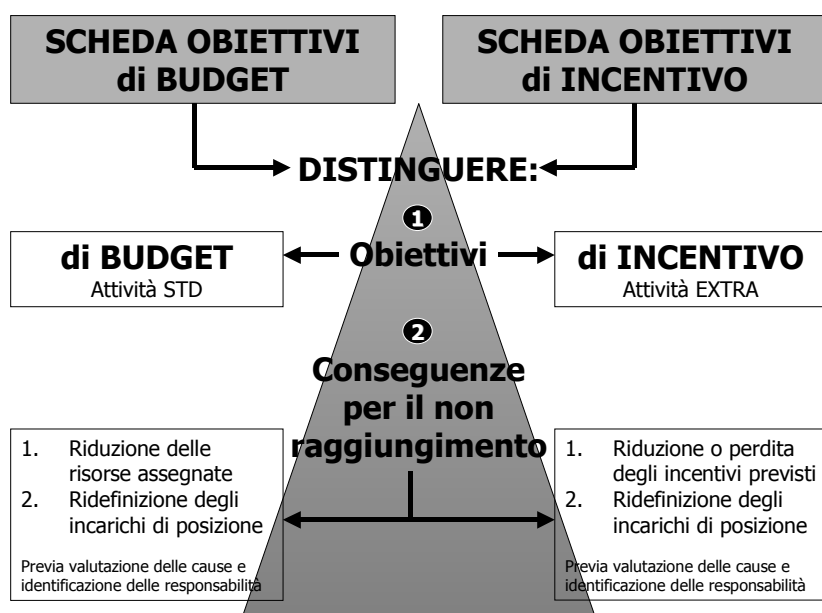 SCHEDA OBIETTIVI
di BUDGET
SCHEDA OBIETTIVI
di INCENTIVO
DISTINGUERE:
1
di BUDGET
Attività STD
Obiettivi
di INCENTIVO
Attività EXTRA
2
Conseguenze
per il non
raggiungimento
1. Riduzione delle
risorse assegnate
2. Ridefinizione degli
incarichi di posizione
Previa valutazione delle cause e
identificazione delle responsabilità
1. Riduzione o perdita
degli incentivi previsti
2. Ridefinizione degli
incarichi di posizione
Previa valutazione delle cause e
identificazione delle responsabilità